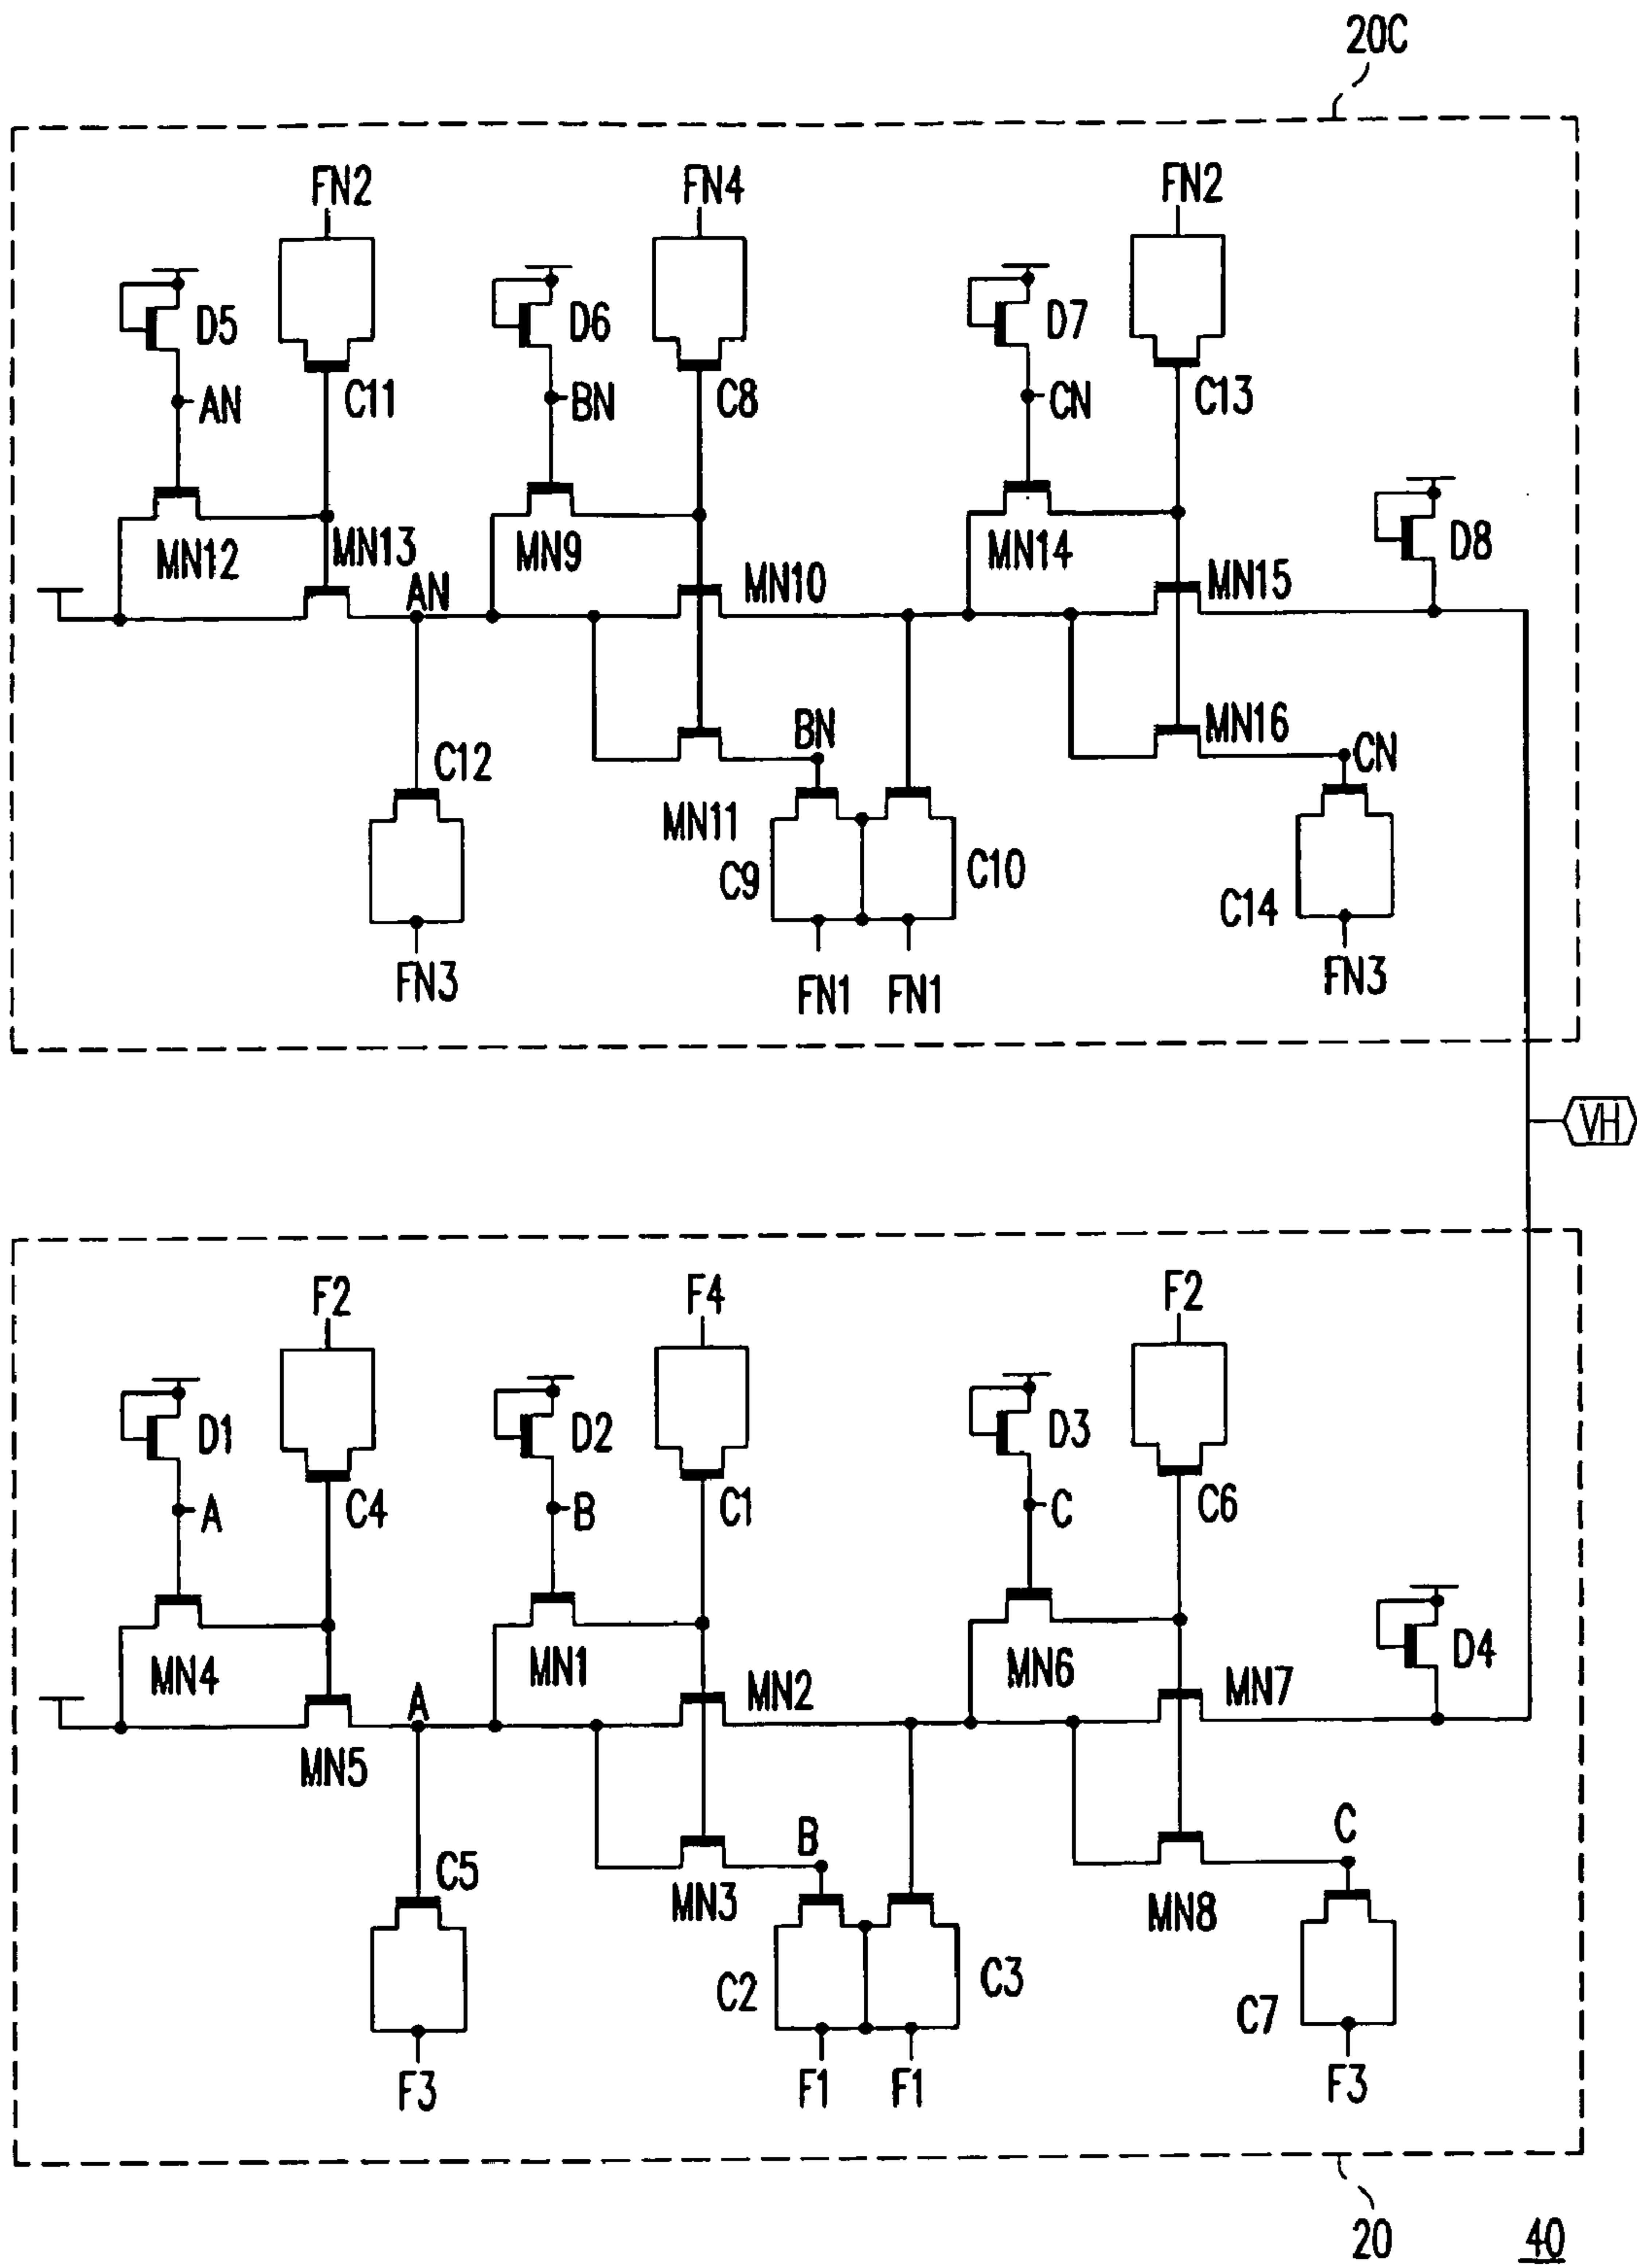 20C
FN2 FN4 FN2
D5 D6 D7
AN C11 BN C8 CN C13
D8
MN12 MN13 MN9 MN14
AN MN10 MN15
BN MN16
C12 CN
MN11
C9 C10 C14
FN3 FN1 FN1 FN3
VH
F2 F4 F2
D1 D2 D3
A C4 B C1 C C6
MN4 MN1 MN6 D4
A MN2 MN7
MN5
B C
C5 MN3 MN8
C2 C3 C7
F3 F1 F1 F3
20 40